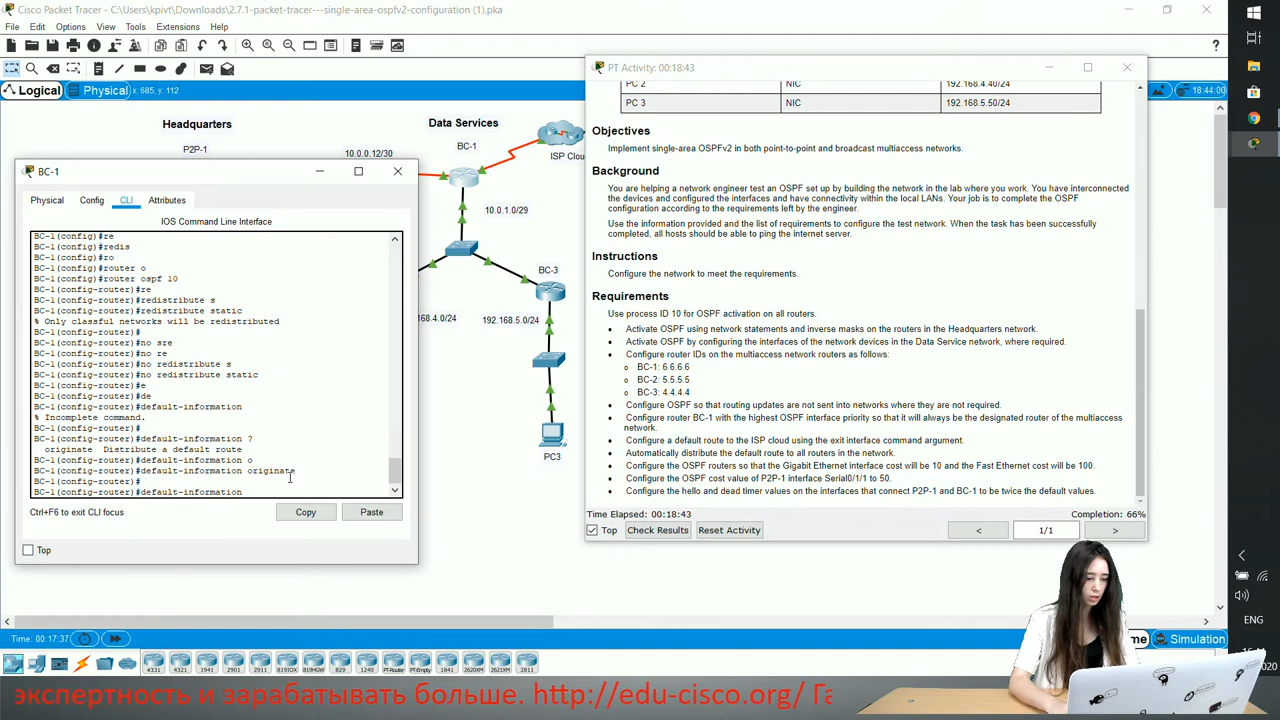 Cisco Packet Tracer - C:\Users\kpivt\Downloads\2.7.1-packet-tracer---single-area-ospfv2-configuration (1).pka
File Edit Options View Tools Extensions Help
Logical Physical x: 685, y: 112
18:44:00
Headquarters
P2P-1
Data Services
BC-1
10.0.0.12/30
ISP Clou
10.0.1.0/29
BC-3
68.4.0/24
192.168.5.0/24
PC3
BC-1
Physical Config CLI Attributes
IOS Command Line Interface
BC-1(config)#re
BC-1(config)#redis
BC-1(config)#ro
BC-1(config)#router o
BC-1(config)#router ospf 10
BC-1(config-router)#re
BC-1(config-router)#redistribute s
BC-1(config-router)#redistribute static
% Only classful networks will be redistributed
BC-1(config-router)#
BC-1(config-router)#no sre
BC-1(config-router)#no re
BC-1(config-router)#no redistribute s
BC-1(config-router)#no redistribute static
BC-1(config-router)#e
BC-1(config-router)#de
BC-1(config-router)#default-information
% Incomplete command.
BC-1(config-router)#
BC-1(config-router)#default-information ?
originate Distribute a default route
BC-1(config-router)#default-information o
BC-1(config-router)#default-information originate
BC-1(config-router)#
BC-1(config-router)#default-information
Ctrl+F6 to exit CLI focus
Copy Paste
Top
PT Activity: 00:18:43
PC 2 NIC 192.168.4.40/24
PC 3 NIC 192.168.5.50/24
Objectives
Implement single-area OSPFv2 in both point-to-point and broadcast multiaccess networks.
Background
You are helping a network engineer test an OSPF set up by building the network in the lab where you work. You have interconnected
the devices and configured the interfaces and have connectivity within the local LANs. Your job is to complete the OSPF
configuration according to the requirements left by the engineer.
Use the information provided and the list of requirements to configure the test network. When the task has been successfully
completed, all hosts should be able to ping the internet server.
Instructions
Configure the network to meet the requirements.
Requirements
Use process ID 10 for OSPF activation on all routers.
• Activate OSPF using network statements and inverse masks on the routers in the Headquarters network.
• Activate OSPF by configuring the interfaces of the network devices in the Data Service network, where required.
• Configure router IDs on the multiaccess network routers as follows:
o BC-1: 6.6.6.6
o BC-2: 5.5.5.5
o BC-3: 4.4.4.4
• Configure OSPF so that routing updates are not sent into networks where they are not required.
• Configure router BC-1 with the highest OSPF interface priority so that it will always be the designated router of the multiaccess
network.
• Configure a default route to the ISP cloud using the exit interface command argument.
• Automatically distribute the default route to all routers in the network.
• Configure the OSPF routers so that the Gigabit Ethernet interface cost will be 10 and the Fast Ethernet cost will be 100.
• Configure the OSPF cost value of P2P-1 interface Serial0/1/1 to 50.
• Configure the hello and dead timer values on the interfaces that connect P2P-1 and BC-1 to be twice the default values.
Time Elapsed: 00:18:43 Completion: 66%
Top Check Results Reset Activity < 1/1 >
Time: 00:17:37
me Simulation
4331 4321 1941 2901 2911 819IOX 819HGW 829 1240 PT-Router PT-Empty 1841 2620XM 2621XM 2811
ENG
экспертность и зарабатывать больше. http://edu-cisco.org/ Га